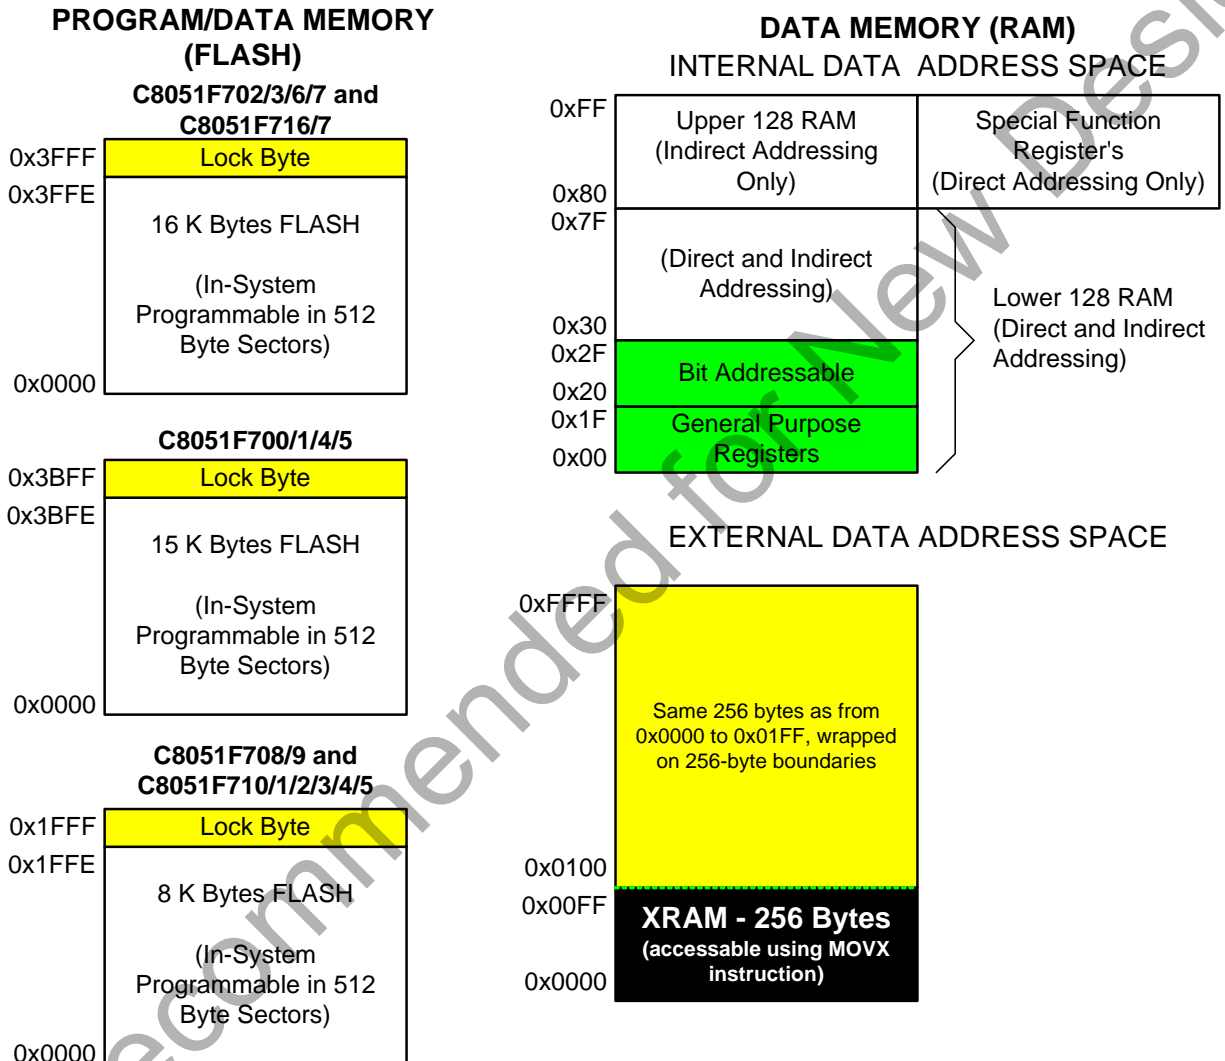 PROGRAM/DATA MEMORY
(FLASH)
C8051F702/3/6/7 and
C8051F716/7
0x3FFF
Lock Byte
0x3FFE
16 K Bytes FLASH
(In-System
Programmable in 512
Byte Sectors)
0x0000
C8051F700/1/4/5
0x3BFF
Lock Byte
0x3BFE
15 K Bytes FLASH
(In-System
Programmable in 512
Byte Sectors)
0x0000
C8051F708/9 and
C8051F710/1/2/3/4/5
0x1FFF
Lock Byte
0x1FFE
8 K Bytes FLASH
(In-System
Programmable in 512
Byte Sectors)
0x0000
DATA MEMORY (RAM)
INTERNAL DATA ADDRESS SPACE
0xFF
Upper 128 RAM
(Indirect Addressing
Only)
0x80
Special Function
Register's
(Direct Addressing Only)
0x7F
(Direct and Indirect
Addressing)
0x30
0x2F
Bit Addressable
0x20
0x1F
General Purpose
Registers
0x00
Lower 128 RAM
(Direct and Indirect
Addressing)
EXTERNAL DATA ADDRESS SPACE
0xFFFF
Same 256 bytes as from
0x0000 to 0x01FF, wrapped
on 256-byte boundaries
0x0100
0x00FF
XRAM - 256 Bytes
(accessable using MOVX
instruction)
0x0000
ecommended for New Desi